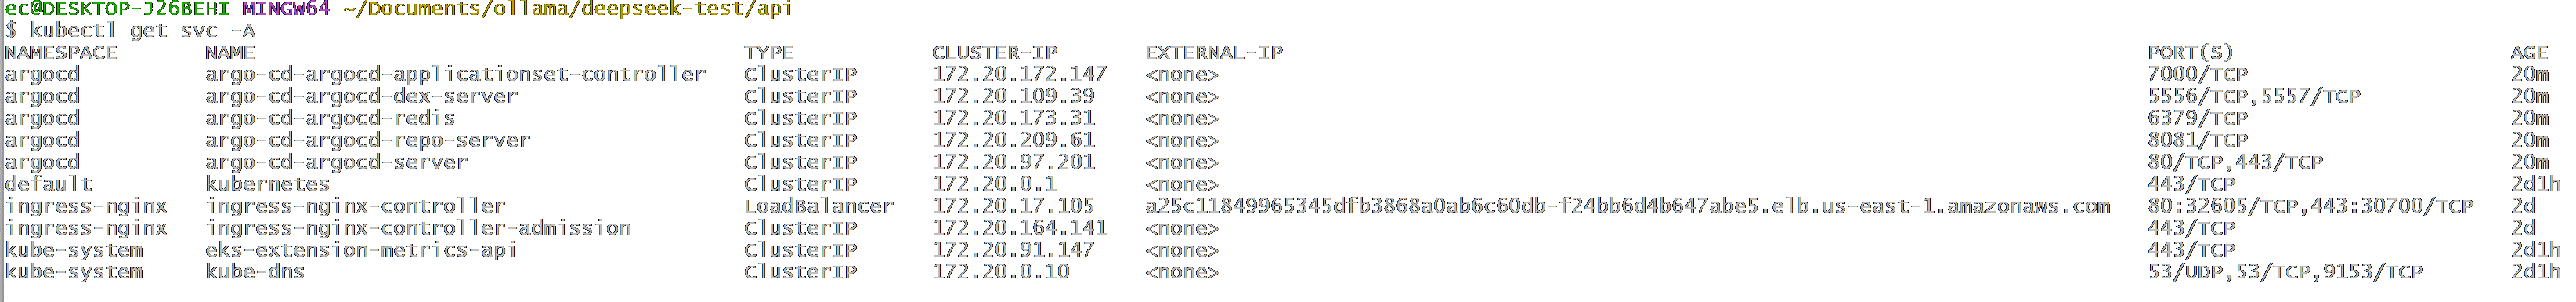 ec@DESKTOP-J26BEHI MINGW64 ~/Documents/ollama/deepseek-test/api
$ kubectl get svc -A
NAMESPACE NAME TYPE CLUSTER-IP EXTERNAL-IP PORT(S) AGE
argocd argo-cd-argocd-applicationset-controller ClusterIP 172.20.172.147 <none> 7000/TCP 20m
argocd argo-cd-argocd-dex-server ClusterIP 172.20.109.39 <none> 5556/TCP,5557/TCP 20m
argocd argo-cd-argocd-redis ClusterIP 172.20.173.31 <none> 6379/TCP 20m
argocd argo-cd-argocd-repo-server ClusterIP 172.20.209.61 <none> 8081/TCP 20m
argocd argo-cd-argocd-server ClusterIP 172.20.97.201 <none> 80/TCP,443/TCP 20m
default kubernetes ClusterIP 172.20.0.1 <none> 443/TCP 2d1h
ingress-nginx ingress-nginx-controller LoadBalancer 172.20.17.105 a25c11849965345dfb3868a0ab6c60db-f24bb6d4b647abe5.elb.us-east-1.amazonaws.com 80:32605/TCP,443:30700/TCP 2d
ingress-nginx ingress-nginx-controller-admission ClusterIP 172.20.164.141 <none> 443/TCP 2d
kube-system eks-extension-metrics-api ClusterIP 172.20.91.147 <none> 443/TCP 2d1h
kube-system kube-dns ClusterIP 172.20.0.10 <none> 53/UDP,53/TCP,9153/TCP 2d1h